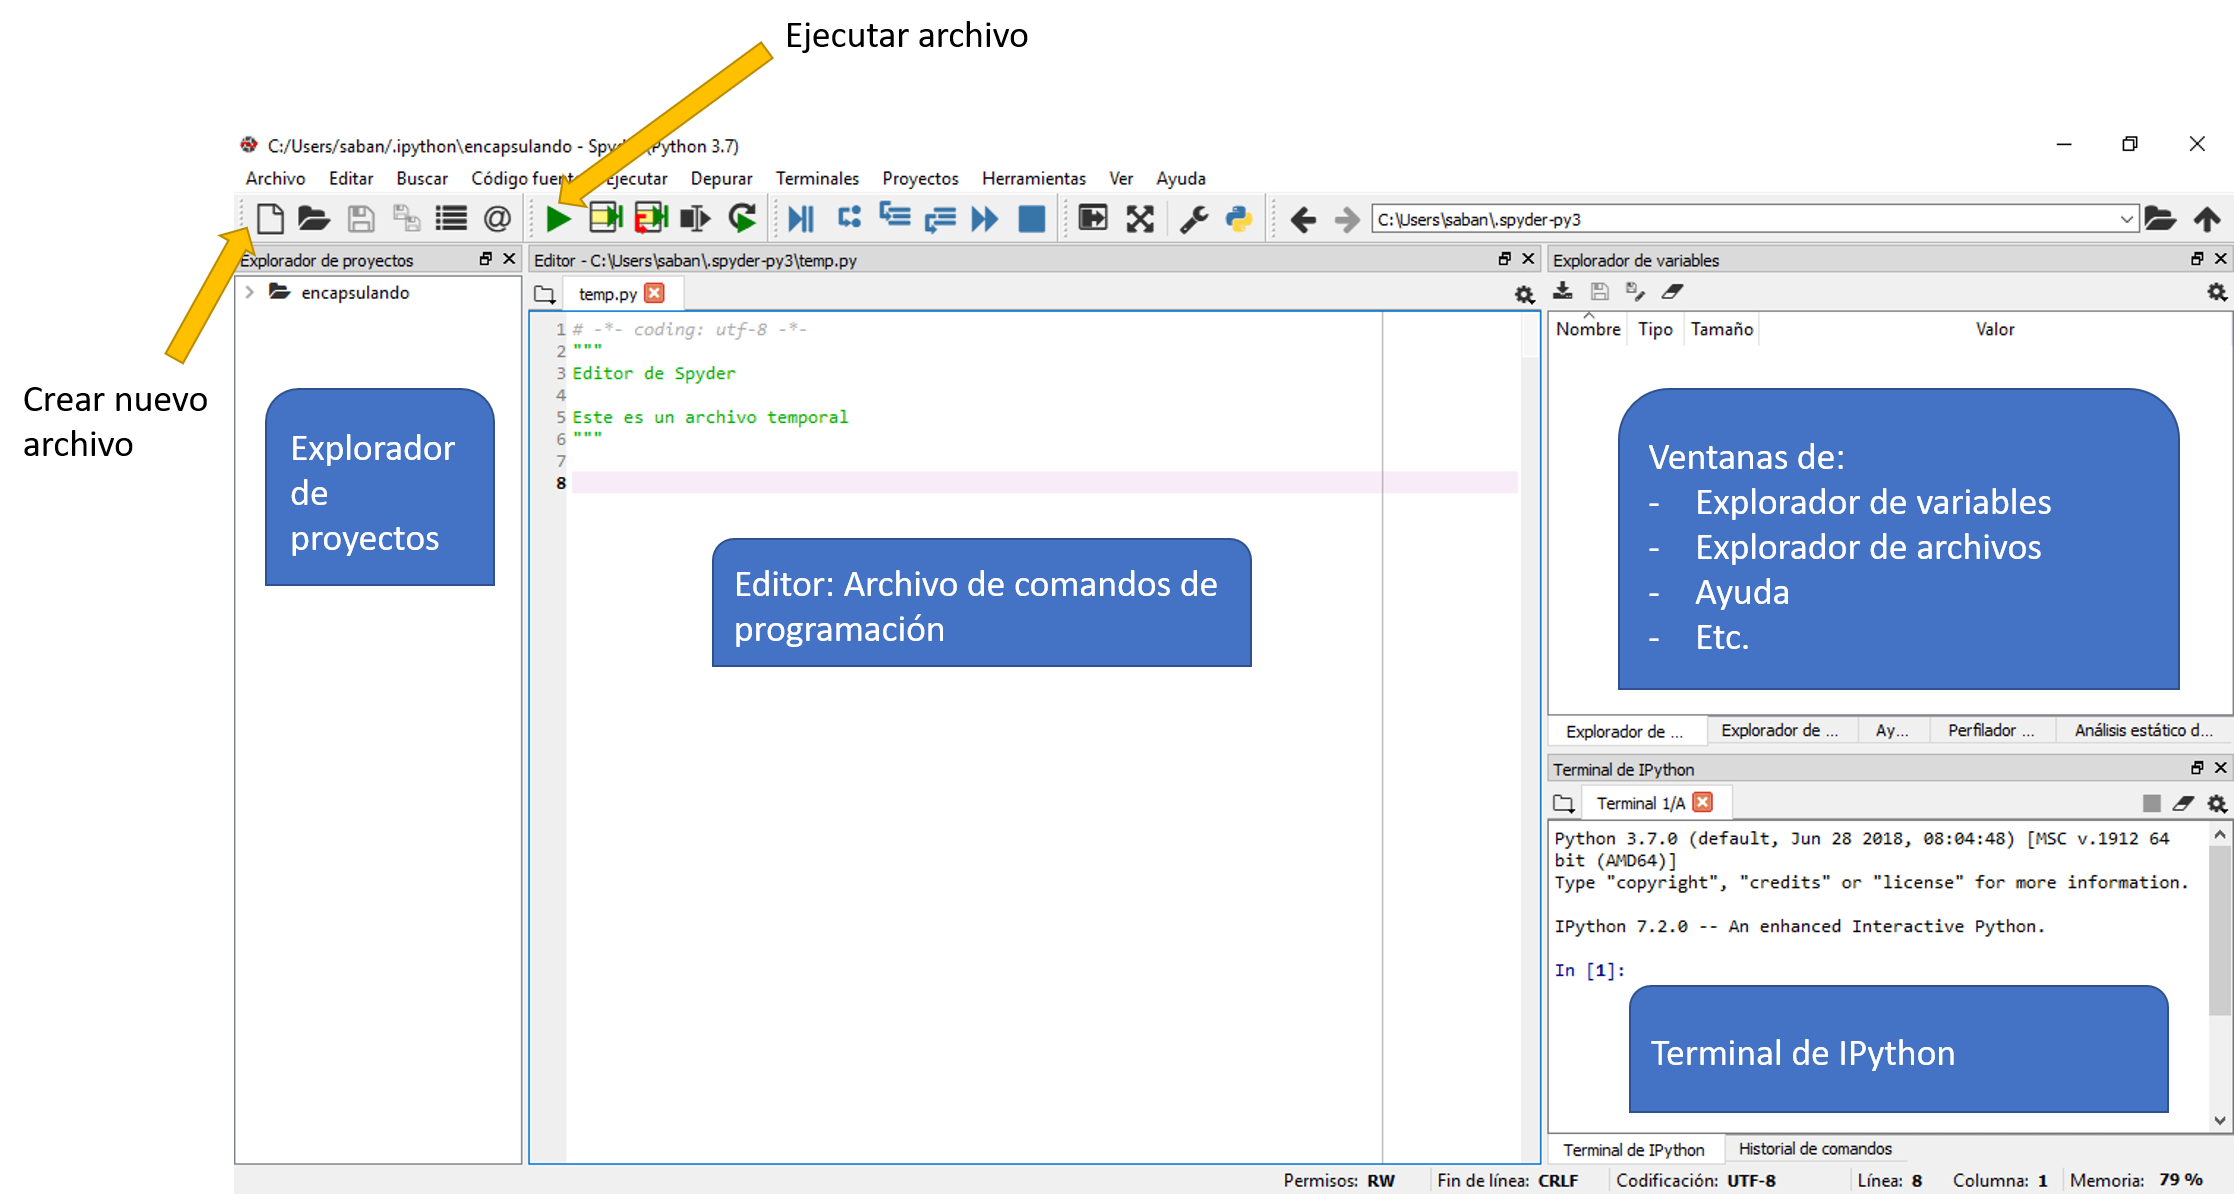 Ejecutar archivo
C:/Users/saban/.ipython\encapsulando - Spyder (Python 3.7)
Archivo Editar Buscar Código fuente Ejecutar Depurar Terminales Proyectos Herramientas Ver Ayuda
@
C:\Users\saban\.spyder-py3
Explorador de proyectos
encapsulando
Crear nuevo
archivo
Explorador
de
proyectos
Editor - C:\Users\saban\.spyder-py3\temp.py
temp.py
1 # -*- coding: utf-8 -*-
2 """
3 Editor de Spyder
4
5 Este es un archivo temporal
6 """
7
8
Editor: Archivo de comandos de
programación
Explorador de variables
Nombre Tipo Tamaño Valor
Ventanas de:
- Explorador de variables
- Explorador de archivos
- Ayuda
- Etc.
Explorador de ... Explorador de ... Ay... Perfilador ... Análisis estático d...
Terminal de IPython
Terminal 1/A
Python 3.7.0 (default, Jun 28 2018, 08:04:48) [MSC v.1912 64
bit (AMD64)]
Type "copyright", "credits" or "license" for more information.
IPython 7.2.0 -- An enhanced Interactive Python.
In [1]:
Terminal de IPython
Terminal de IPython Historial de comandos
Permisos: RW Fin de línea: CRLF Codificación: UTF-8 Línea: 8 Columna: 1 Memoria: 79 %